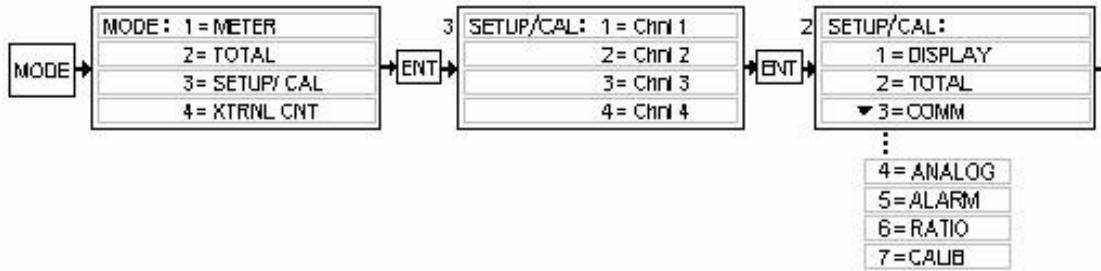 MODE
MODE: 1 = METER
2 = TOTAL
3 = SETUP/ CAL
4 = XTRNL CNT
ENT
3
SETUP/CAL: 1 = Chnl 1
2 = Chnl 2
3 = Chnl 3
4 = Chnl 4
ENT
2
SETUP/CAL:
1 = DISPLAY
2 = TOTAL
▼ 3 = COMM
4 = ANALOG
5 = ALARM
6 = RATIO
7 = CALIB